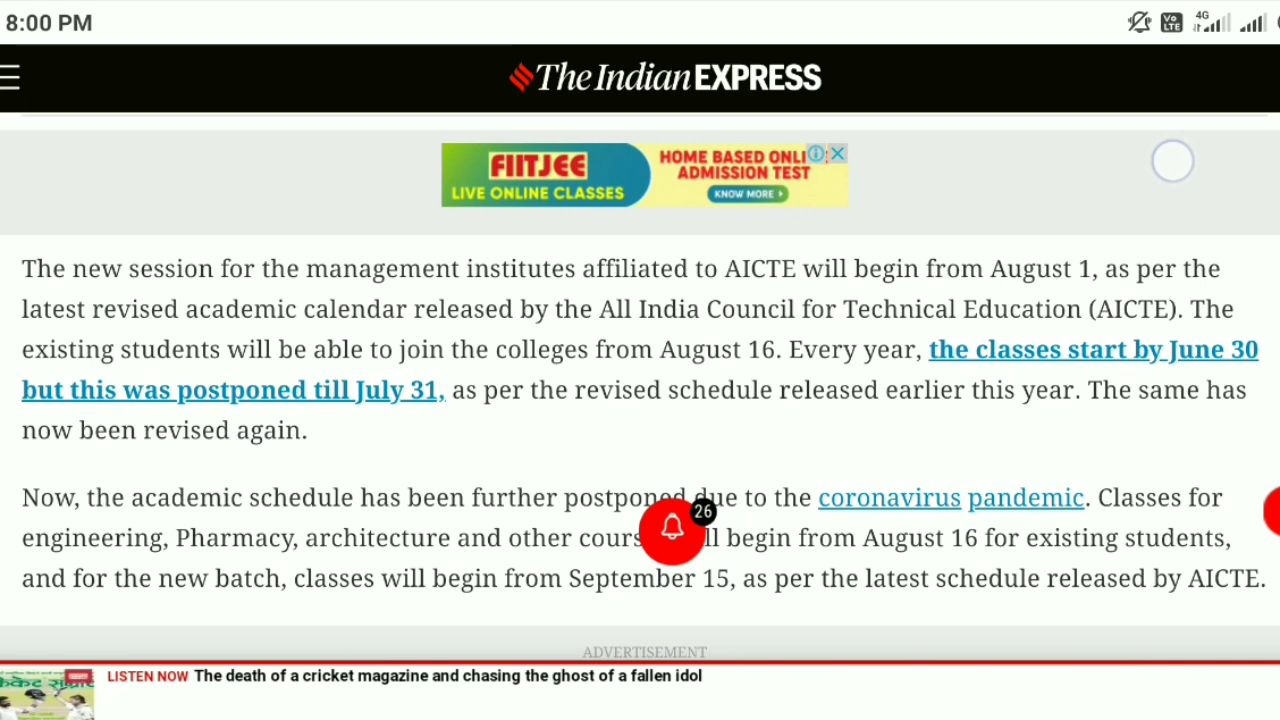 8:00 PM
Vo LTE
4G
The Indian EXPRESS
FIITJEE
LIVE ONLINE CLASSES
HOME BASED ONLI
ADMISSION TEST
KNOW MORE
The new session for the management institutes affiliated to AICTE will begin from August 1, as per the
latest revised academic calendar released by the All India Council for Technical Education (AICTE). The
existing students will be able to join the colleges from August 16. Every year, the classes start by June 30
but this was postponed till July 31, as per the revised schedule released earlier this year. The same has
now been revised again.
Now, the academic schedule has been further postponed due to the coronavirus pandemic. Classes for
26
engineering, Pharmacy, architecture and other cours ll begin from August 16 for existing students,
and for the new batch, classes will begin from September 15, as per the latest schedule released by AICTE.
ADVERTISEMENT
LISTEN NOW The death of a cricket magazine and chasing the ghost of a fallen idol